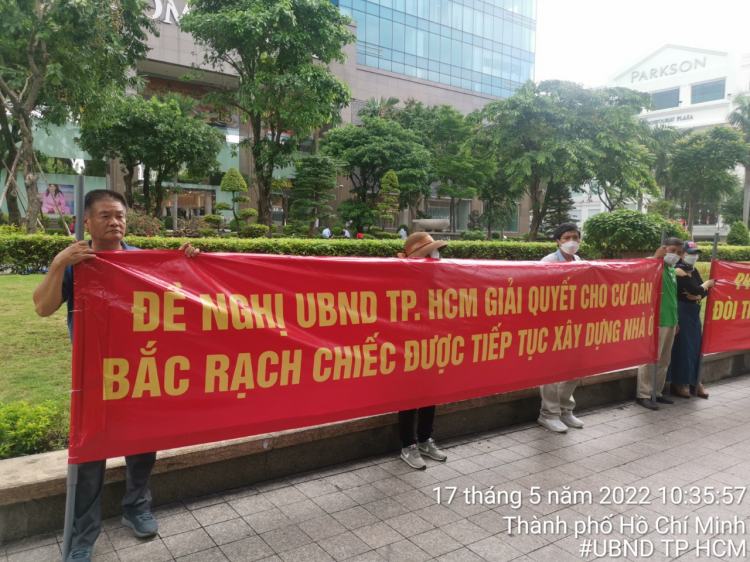 PARKSON
PLAZA
ĐỀ NGHỊ UBND TP. HCM GIẢI QUYẾT CHO CƯ DÂN
BẮC RẠCH CHIẾC ĐƯỢC TIẾP TỤC XÂY DỰNG NHÀ Ở
ĐÒI
17 tháng 5 năm 2022 10:35:57
Thành phố Hồ Chí Minh
#UBND TP HCM